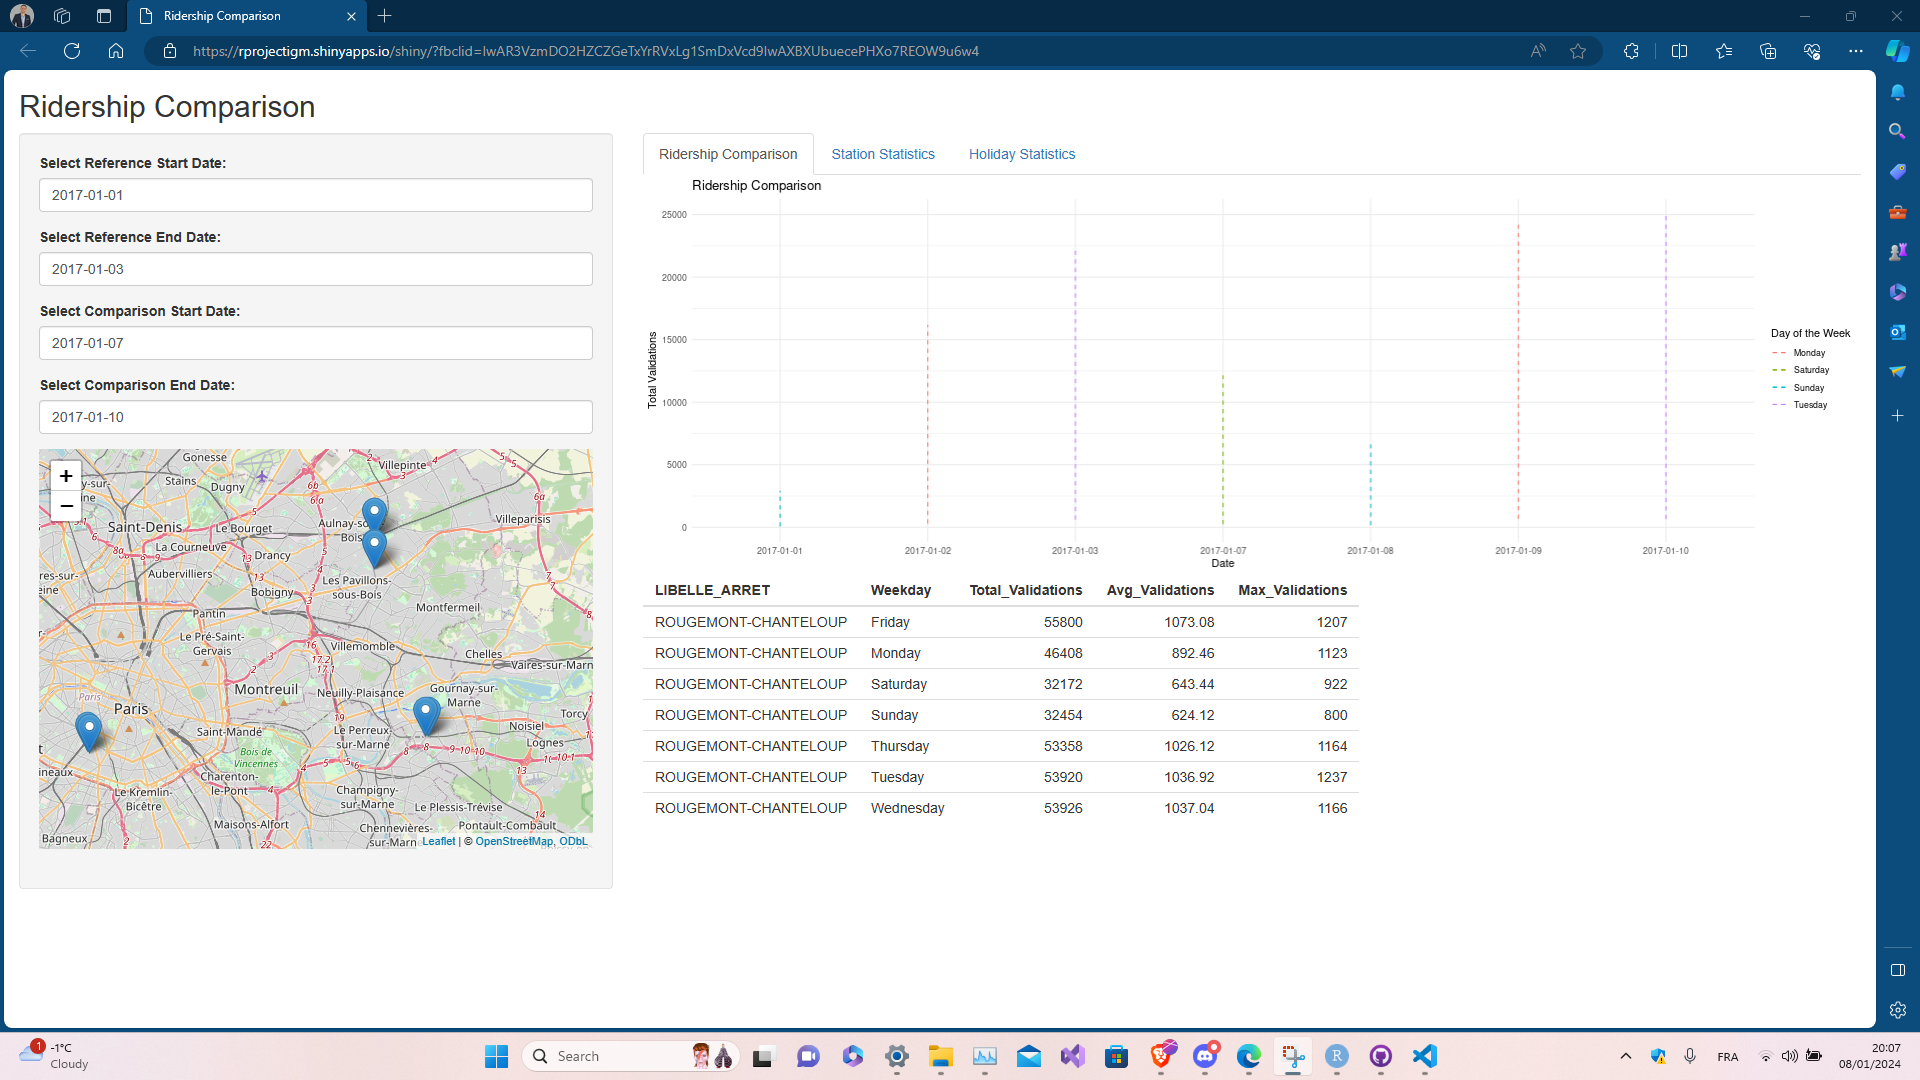 Ridership Comparison
https://rprojectigm.shinyapps.io/shiny/?fbclid=IwAR3VzmDO2HZCZGeTxYrRVxLg1SmDxVcd9IwAXBXUbuecePHXo7REOW9u6w4
Ridership Comparison
Select Reference Start Date:
2017-01-01
Select Reference End Date:
2017-01-03
Select Comparison Start Date:
2017-01-07
Select Comparison End Date:
2017-01-10
+
−
Gonesse
Villepinte
Stains
Dugny
Villeparisis
Saint-Denis
Le Bourget
Aulnay-sous-
Bois
La Courneuve
Drancy
Aubervilliers
Bobigny
Les Pavillons-
sous-Bois
Montfermeil
Pantin
Le Pré-Saint-
Gervais
Villemomble
Chelles
Vaires-sur-Marn
Montreuil
Neuilly-Plaisance
Gournay-sur-
Marne
Paris
Paris
Torcy
Saint-Mandé
Le Perreux-
sur-Marne
Noisiel
Lognes
Bois de
Vincennes
Charenton-
le-Pont
Le Kremlin-
Bicêtre
Champigny-
sur-Marne
Le Plessis-Trévise
Maisons-Alfort
Chennevières-
sur-Marn
Pontault-Combault
Bagneux
Leaflet | © OpenStreetMap, ODbL
Ridership Comparison
Station Statistics
Holiday Statistics
Ridership Comparison
Total Validations
25000
20000
15000
10000
5000
0
2017-01-01 2017-01-02 2017-01-03 2017-01-07 2017-01-08 2017-01-09 2017-01-10
Date
Day of the Week
Monday
Saturday
Sunday
Tuesday
LIBELLE_ARRET Weekday Total_Validations Avg_Validations Max_Validations
ROUGEMONT-CHANTELOUP Friday 55800 1073.08 1207
ROUGEMONT-CHANTELOUP Monday 46408 892.46 1123
ROUGEMONT-CHANTELOUP Saturday 32172 643.44 922
ROUGEMONT-CHANTELOUP Sunday 32454 624.12 800
ROUGEMONT-CHANTELOUP Thursday 53358 1026.12 1164
ROUGEMONT-CHANTELOUP Tuesday 53920 1036.92 1237
ROUGEMONT-CHANTELOUP Wednesday 53926 1037.04 1166
1
-1°C
Cloudy
Search
FRA
20:07
08/01/2024